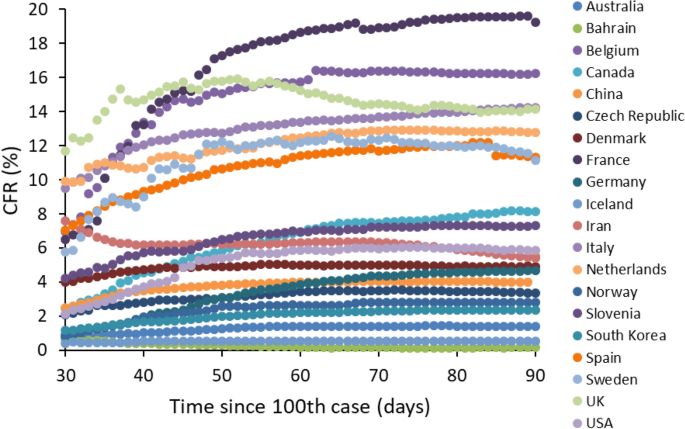 20
18
16
14
12
10
8
6
4
2
0
CFR (%)
30 40 50 60 70 80 90
Time since 100th case (days)
Australia
Bahrain
Belgium
Canada
China
Czech Republic
Denmark
France
Germany
Iceland
Iran
Italy
Netherlands
Norway
Slovenia
South Korea
Spain
Sweden
UK
USA